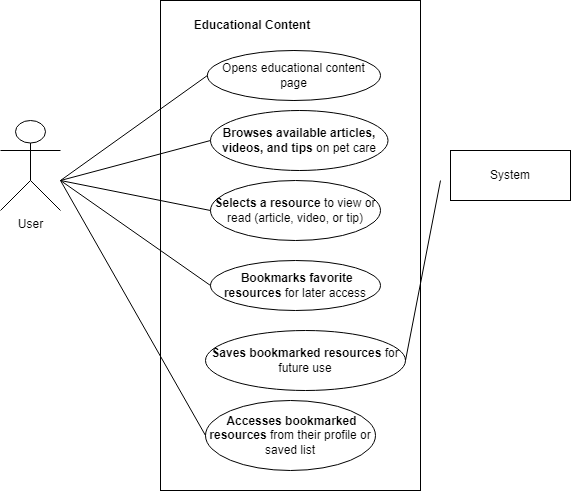 Educational Content
Opens educational content
page
Browses available articles,
videos, and tips on pet care
Selects a resource to view or
read (article, video, or tip)
Bookmarks favorite
resources for later access
Saves bookmarked resources for
future use
Accesses bookmarked
resources from their profile or
saved list
User
System